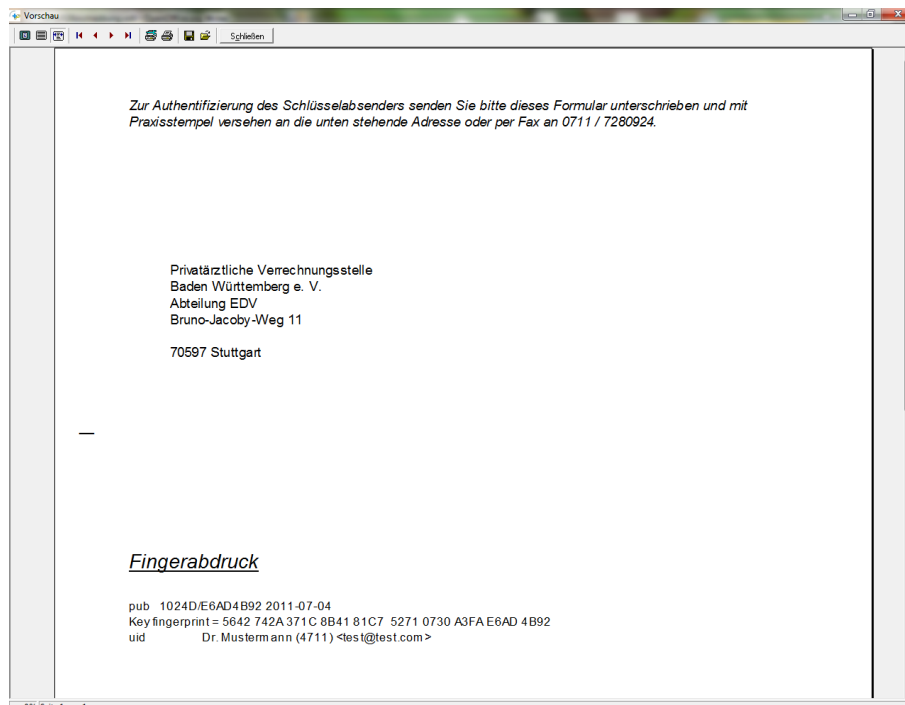 Vorschau
Schließen
Zur Authentifizierung des Schlüsselabsenders senden Sie bitte dieses Formular unterschrieben und mit
Praxisstempel versehen an die unten stehende Adresse oder per Fax an 0711 / 7280924.
Privatärztliche Verrechnungsstelle
Baden Württemberg e. V.
Abteilung EDV
Bruno-Jacoby-Weg 11
70597 Stuttgart
Fingerabdruck
pub 1024D/E6AD4B92 2011-07-04
Key fingerprint = 5642 742A 371C 8B41 81C7 5271 0730 A3FA E6AD 4B92
uid Dr. Mustermann (4711) <test@test.com>